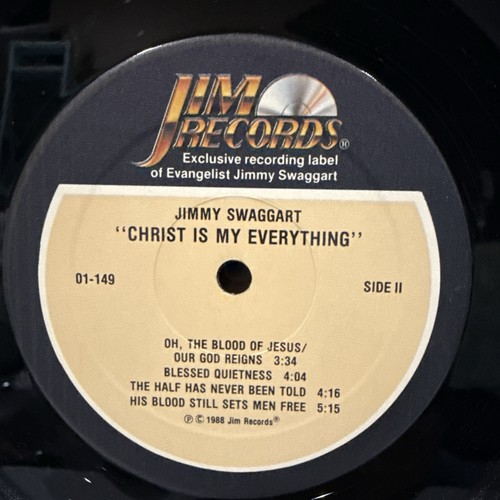 JIM
RECORDS®
Exclusive recording label
of Evangelist Jimmy Swaggart
JIMMY SWAGGART
"CHRIST IS MY EVERYTHING"
01-149
SIDE II
OH, THE BLOOD OF JESUS/
OUR GOD REIGNS 3:34
BLESSED QUIETNESS 4:04
THE HALF HAS NEVER BEEN TOLD 4:16
HIS BLOOD STILL SETS MEN FREE 5:15
℗ © 1988 Jim Records®